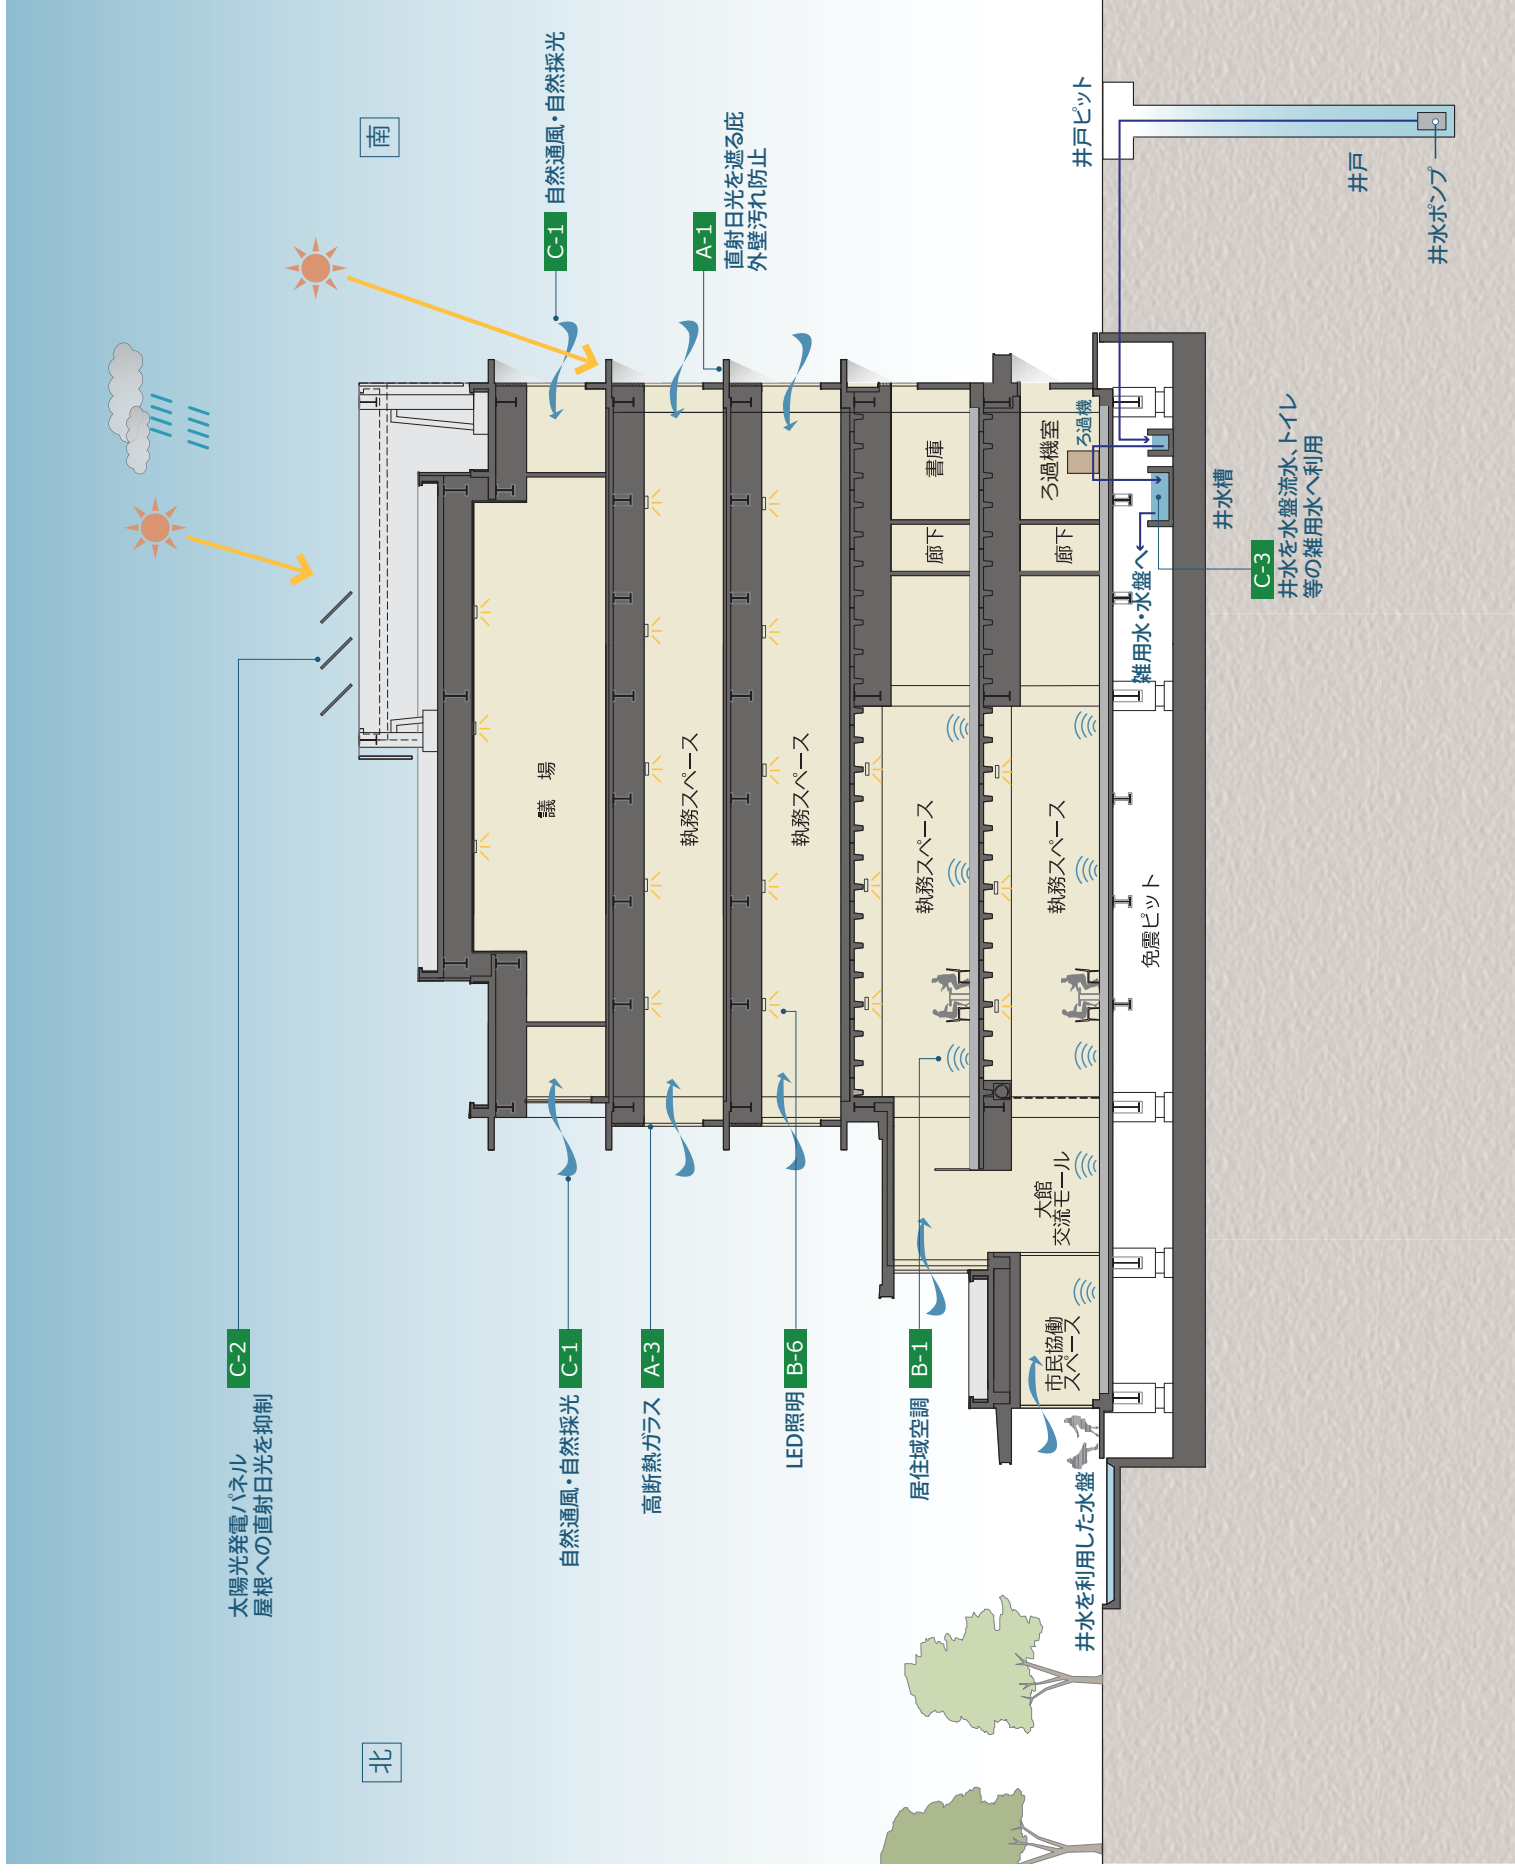 北
南
C-2
太陽光発電パネル
屋根への直射日光を抑制
自然通風・自然採光
C-1
C-1
自然通風・自然採光
高断熱ガラス
A-3
A-1
直射日光を遮る庇
外壁汚れ防止
LED照明
B-6
居住域空調
B-1
議 場
執務スペース
執務スペース
執務スペース
廊下
書庫
執務スペース
廊下
ろ過機室
ろ過機
大館
交流モール
市民協働
スペース
井水を利用した水盤
免震ピット
雑用水・水盤へ
井水槽
C-3
井水を水盤流水、トイレ
等の雑用水へ利用
井戸ピット
井戸
井水ポンプ